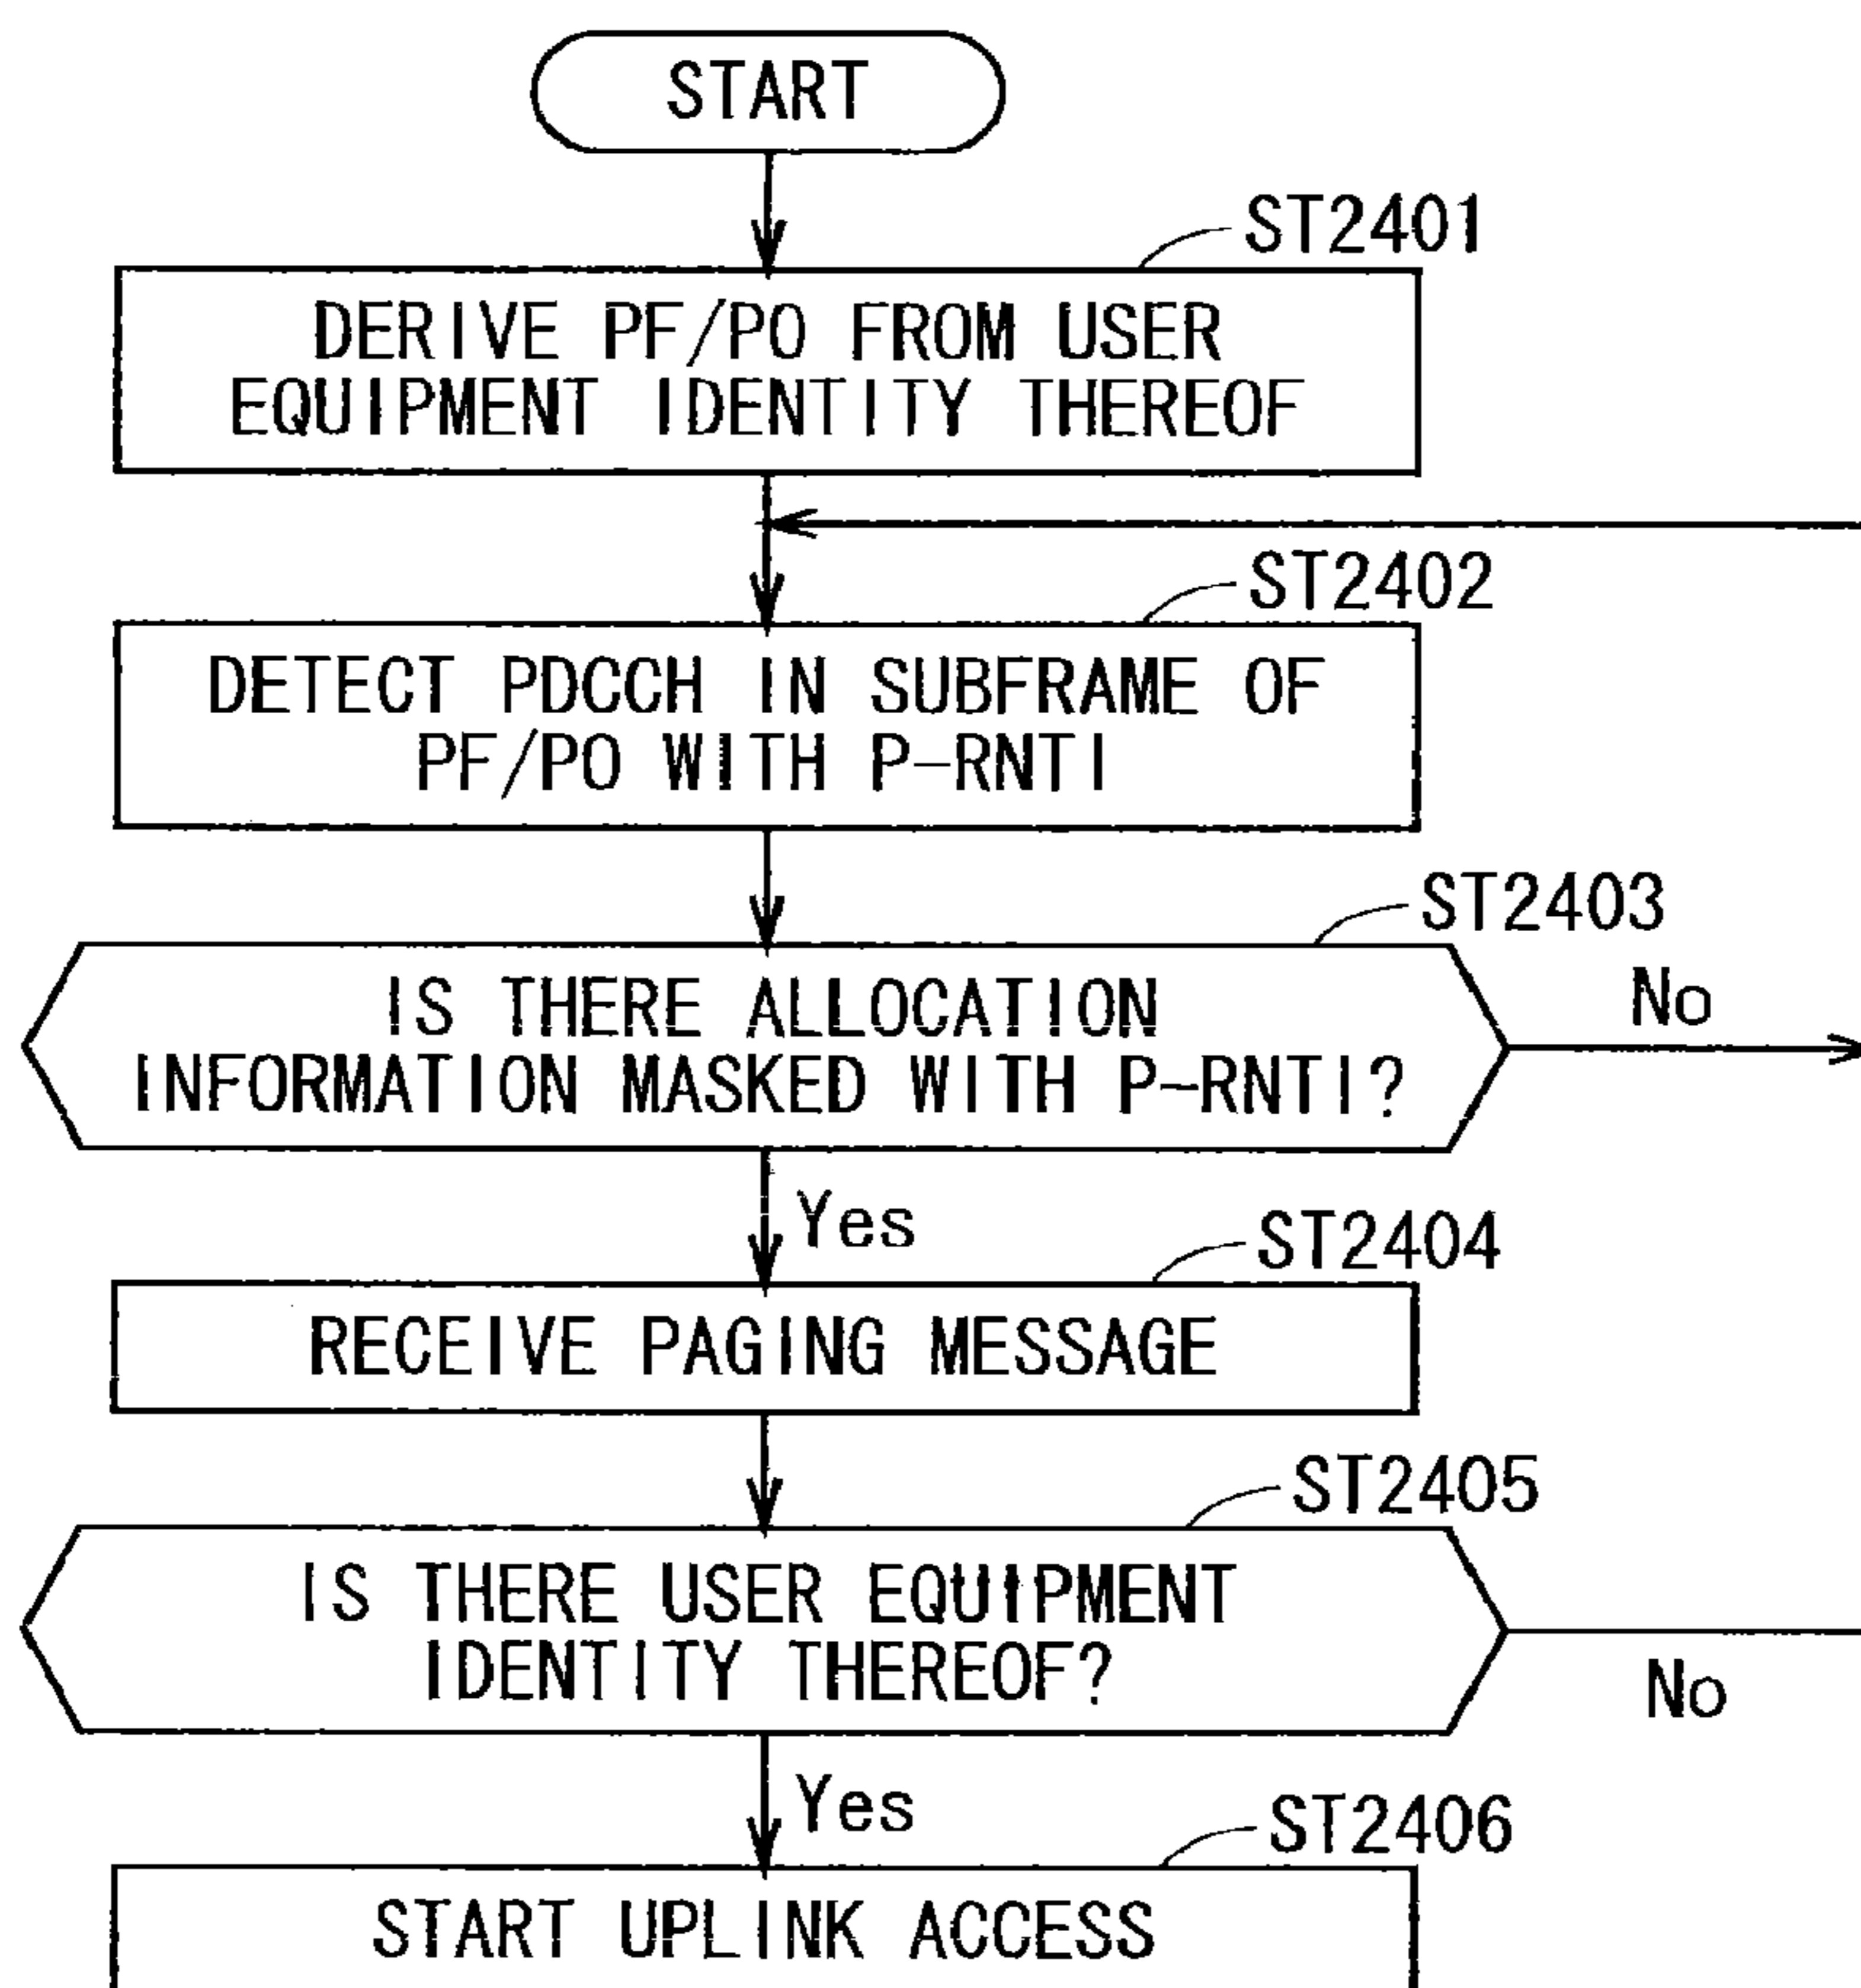 START
ST2401
DERIVE PF/PO FROM USER
EQUIPMENT IDENTITY THEREOF
ST2402
DETECT PDCCH IN SUBFRAME OF
PF/PO WITH P-RNTI
ST2403
IS THERE ALLOCATION
INFORMATION MASKED WITH P-RNTI?
No
Yes
ST2404
RECEIVE PAGING MESSAGE
ST2405
IS THERE USER EQUIPMENT
IDENTITY THEREOF?
No
Yes
ST2406
START UPLINK ACCESS